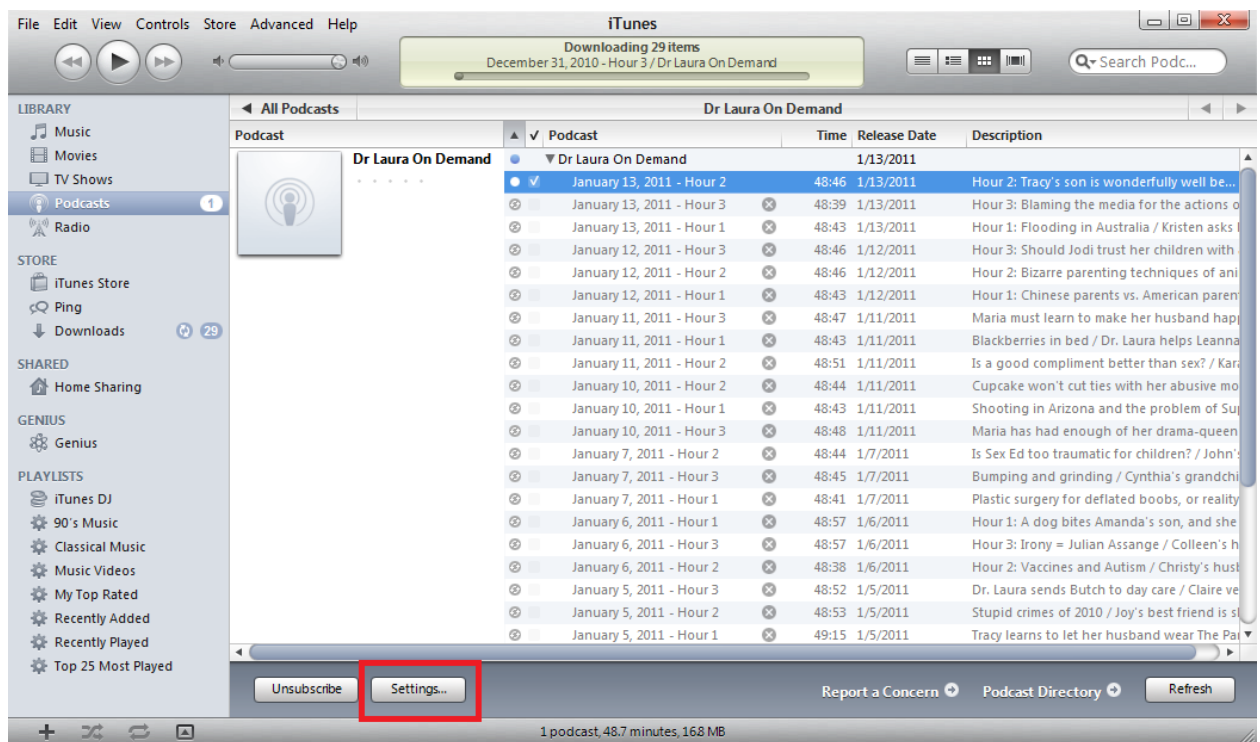 File Edit View Controls Store Advanced Help
iTunes
Downloading 29 items
December 31, 2010 - Hour 3 / Dr Laura On Demand
Search Podc...
LIBRARY
Music
Movies
TV Shows
Podcasts 1
Radio
STORE
iTunes Store
Ping
Downloads 29
SHARED
Home Sharing
GENIUS
Genius
PLAYLISTS
iTunes DJ
90's Music
Classical Music
Music Videos
My Top Rated
Recently Added
Recently Played
Top 25 Most Played
All Podcasts
Dr Laura On Demand
Podcast
Dr Laura On Demand
Podcast Time Release Date Description
Dr Laura On Demand 1/13/2011
January 13, 2011 - Hour 2 48:46 1/13/2011 Hour 2: Tracy's son is wonderfully well be...
January 13, 2011 - Hour 3 48:39 1/13/2011 Hour 3: Blaming the media for the actions o
January 13, 2011 - Hour 1 48:43 1/13/2011 Hour 1: Flooding in Australia / Kristen asks
January 12, 2011 - Hour 3 48:46 1/12/2011 Hour 3: Should Jodi trust her children with
January 12, 2011 - Hour 2 48:46 1/12/2011 Hour 2: Bizarre parenting techniques of ani
January 12, 2011 - Hour 1 48:43 1/12/2011 Hour 1: Chinese parents vs. American paren
January 11, 2011 - Hour 3 48:47 1/11/2011 Maria must learn to make her husband hap
January 11, 2011 - Hour 1 48:43 1/11/2011 Blackberries in bed / Dr. Laura helps Leanna
January 11, 2011 - Hour 2 48:51 1/11/2011 Is a good compliment better than sex? / Kar
January 10, 2011 - Hour 2 48:44 1/11/2011 Cupcake won't cut ties with her abusive mo
January 10, 2011 - Hour 1 48:43 1/11/2011 Shooting in Arizona and the problem of Su
January 10, 2011 - Hour 3 48:48 1/11/2011 Maria has had enough of her drama-queen
January 7, 2011 - Hour 2 48:44 1/7/2011 Is Sex Ed too traumatic for children? / John's
January 7, 2011 - Hour 3 48:45 1/7/2011 Bumping and grinding / Cynthia's grandchi
January 7, 2011 - Hour 1 48:41 1/7/2011 Plastic surgery for deflated boobs, or reality
January 6, 2011 - Hour 1 48:57 1/6/2011 Hour 1: A dog bites Amanda's son, and she
January 6, 2011 - Hour 3 48:57 1/6/2011 Hour 3: Irony = Julian Assange / Colleen's h
January 6, 2011 - Hour 2 48:38 1/6/2011 Hour 2: Vaccines and Autism / Christy's hus
January 5, 2011 - Hour 3 48:52 1/5/2011 Dr. Laura sends Butch to day care / Claire ve
January 5, 2011 - Hour 2 48:53 1/5/2011 Stupid crimes of 2010 / Joy's best friend is
January 5, 2011 - Hour 1 49:15 1/5/2011 Tracy learns to let her husband wear The Pa
Unsubscribe Settings... Report a Concern Podcast Directory Refresh
1 podcast, 48.7 minutes, 16.8 MB